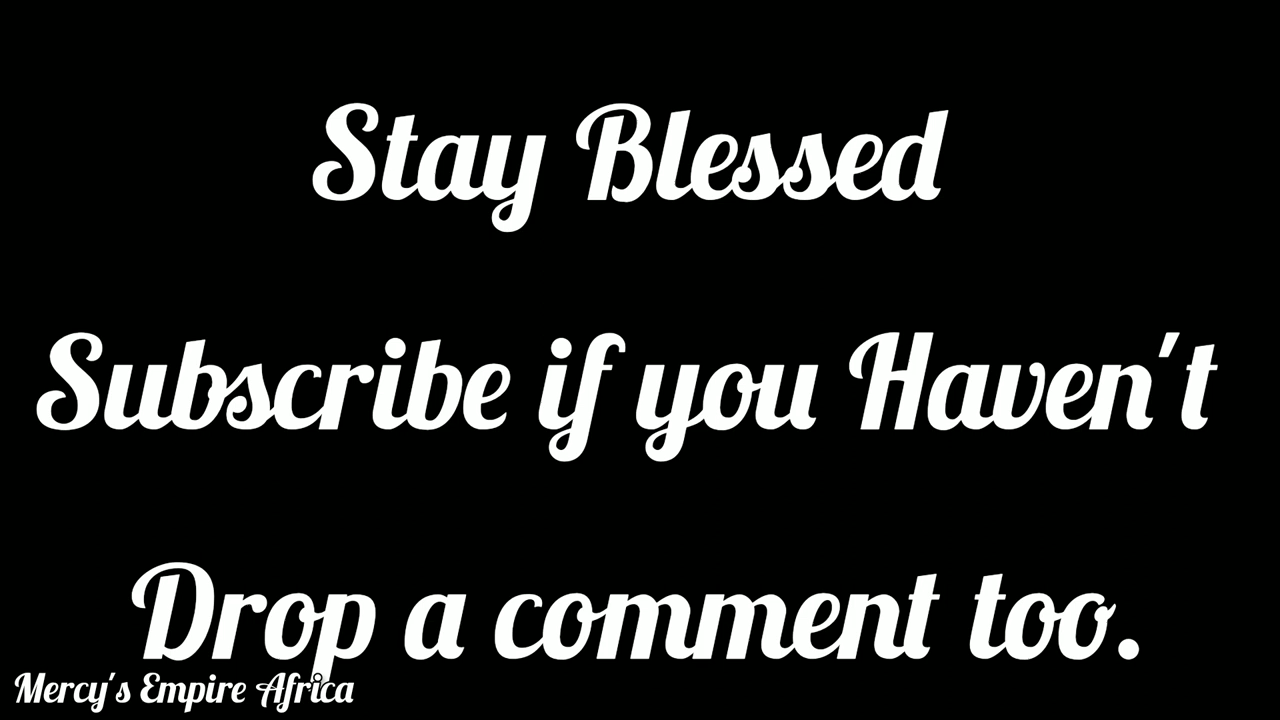 Stay Blessed
Subscribe if you Haven't
Drop a comment too.
Mercy's Empire Africa